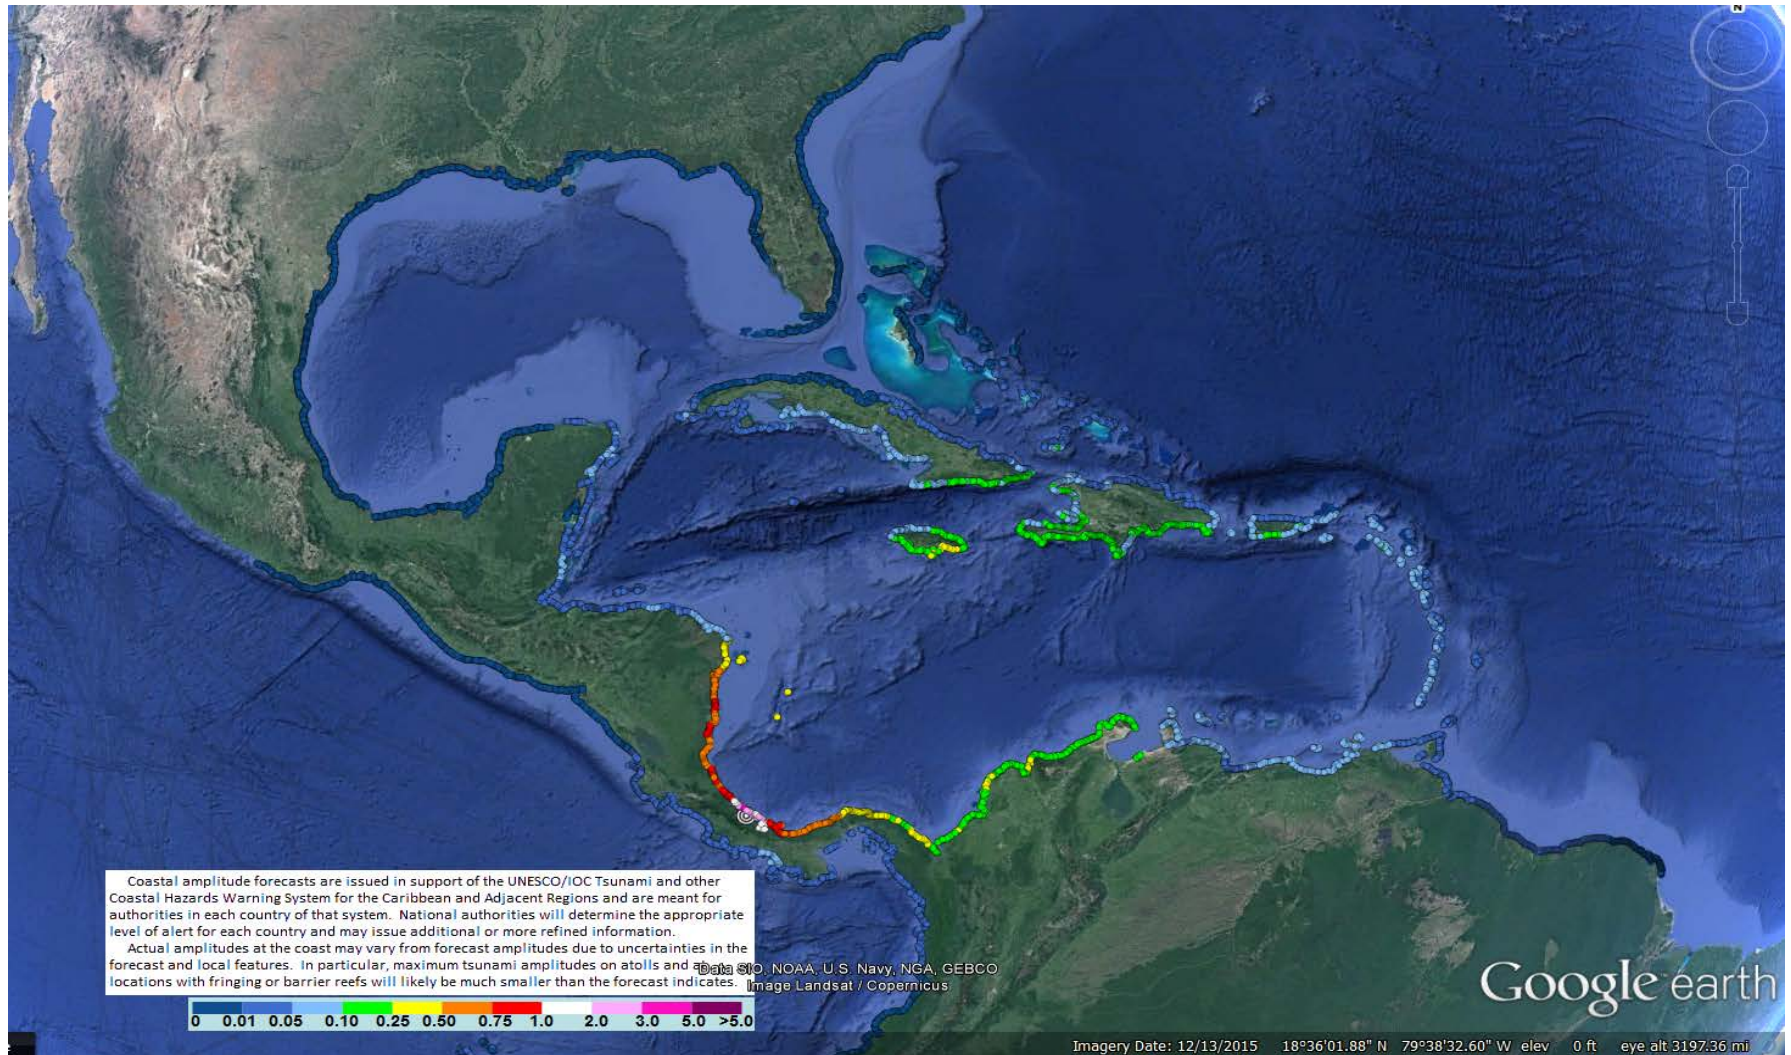 N
Coastal amplitude forecasts are issued in support of the UNESCO/IOC Tsunami and other
Coastal Hazards Warning System for the Caribbean and Adjacent Regions and are meant for
authorities in each country of that system. National authorities will determine the appropriate
level of alert for each country and may issue additional or more refined information.
Actual amplitudes at the coast may vary from forecast amplitudes due to uncertainties in the
forecast and local features. In particular, maximum tsunami amplitudes on atolls and at
locations with fringing or barrier reefs will likely be much smaller than the forecast indicates.
Data SIO, NOAA, U.S. Navy, NGA, GEBCO
Image Landsat / Copernicus
Google earth
0 0.01 0.05 0.10 0.25 0.50 0.75 1.0 2.0 3.0 5.0 >5.0
Imagery Date: 12/13/2015 18°36'01.88" N 79°38'32.60" W elev 0 ft eye alt 3197.36 mi